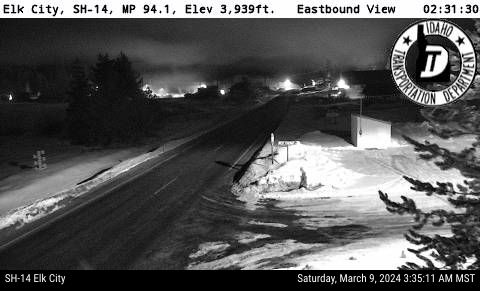 Elk City, SH-14, MP 94.1, Elev 3,939ft. Eastbound View 02:31:30
IDAHO
TRANSPORTATION DEPARTMENT
SH-14 Elk City Saturday, March 9, 2024 3:35:11 AM MST